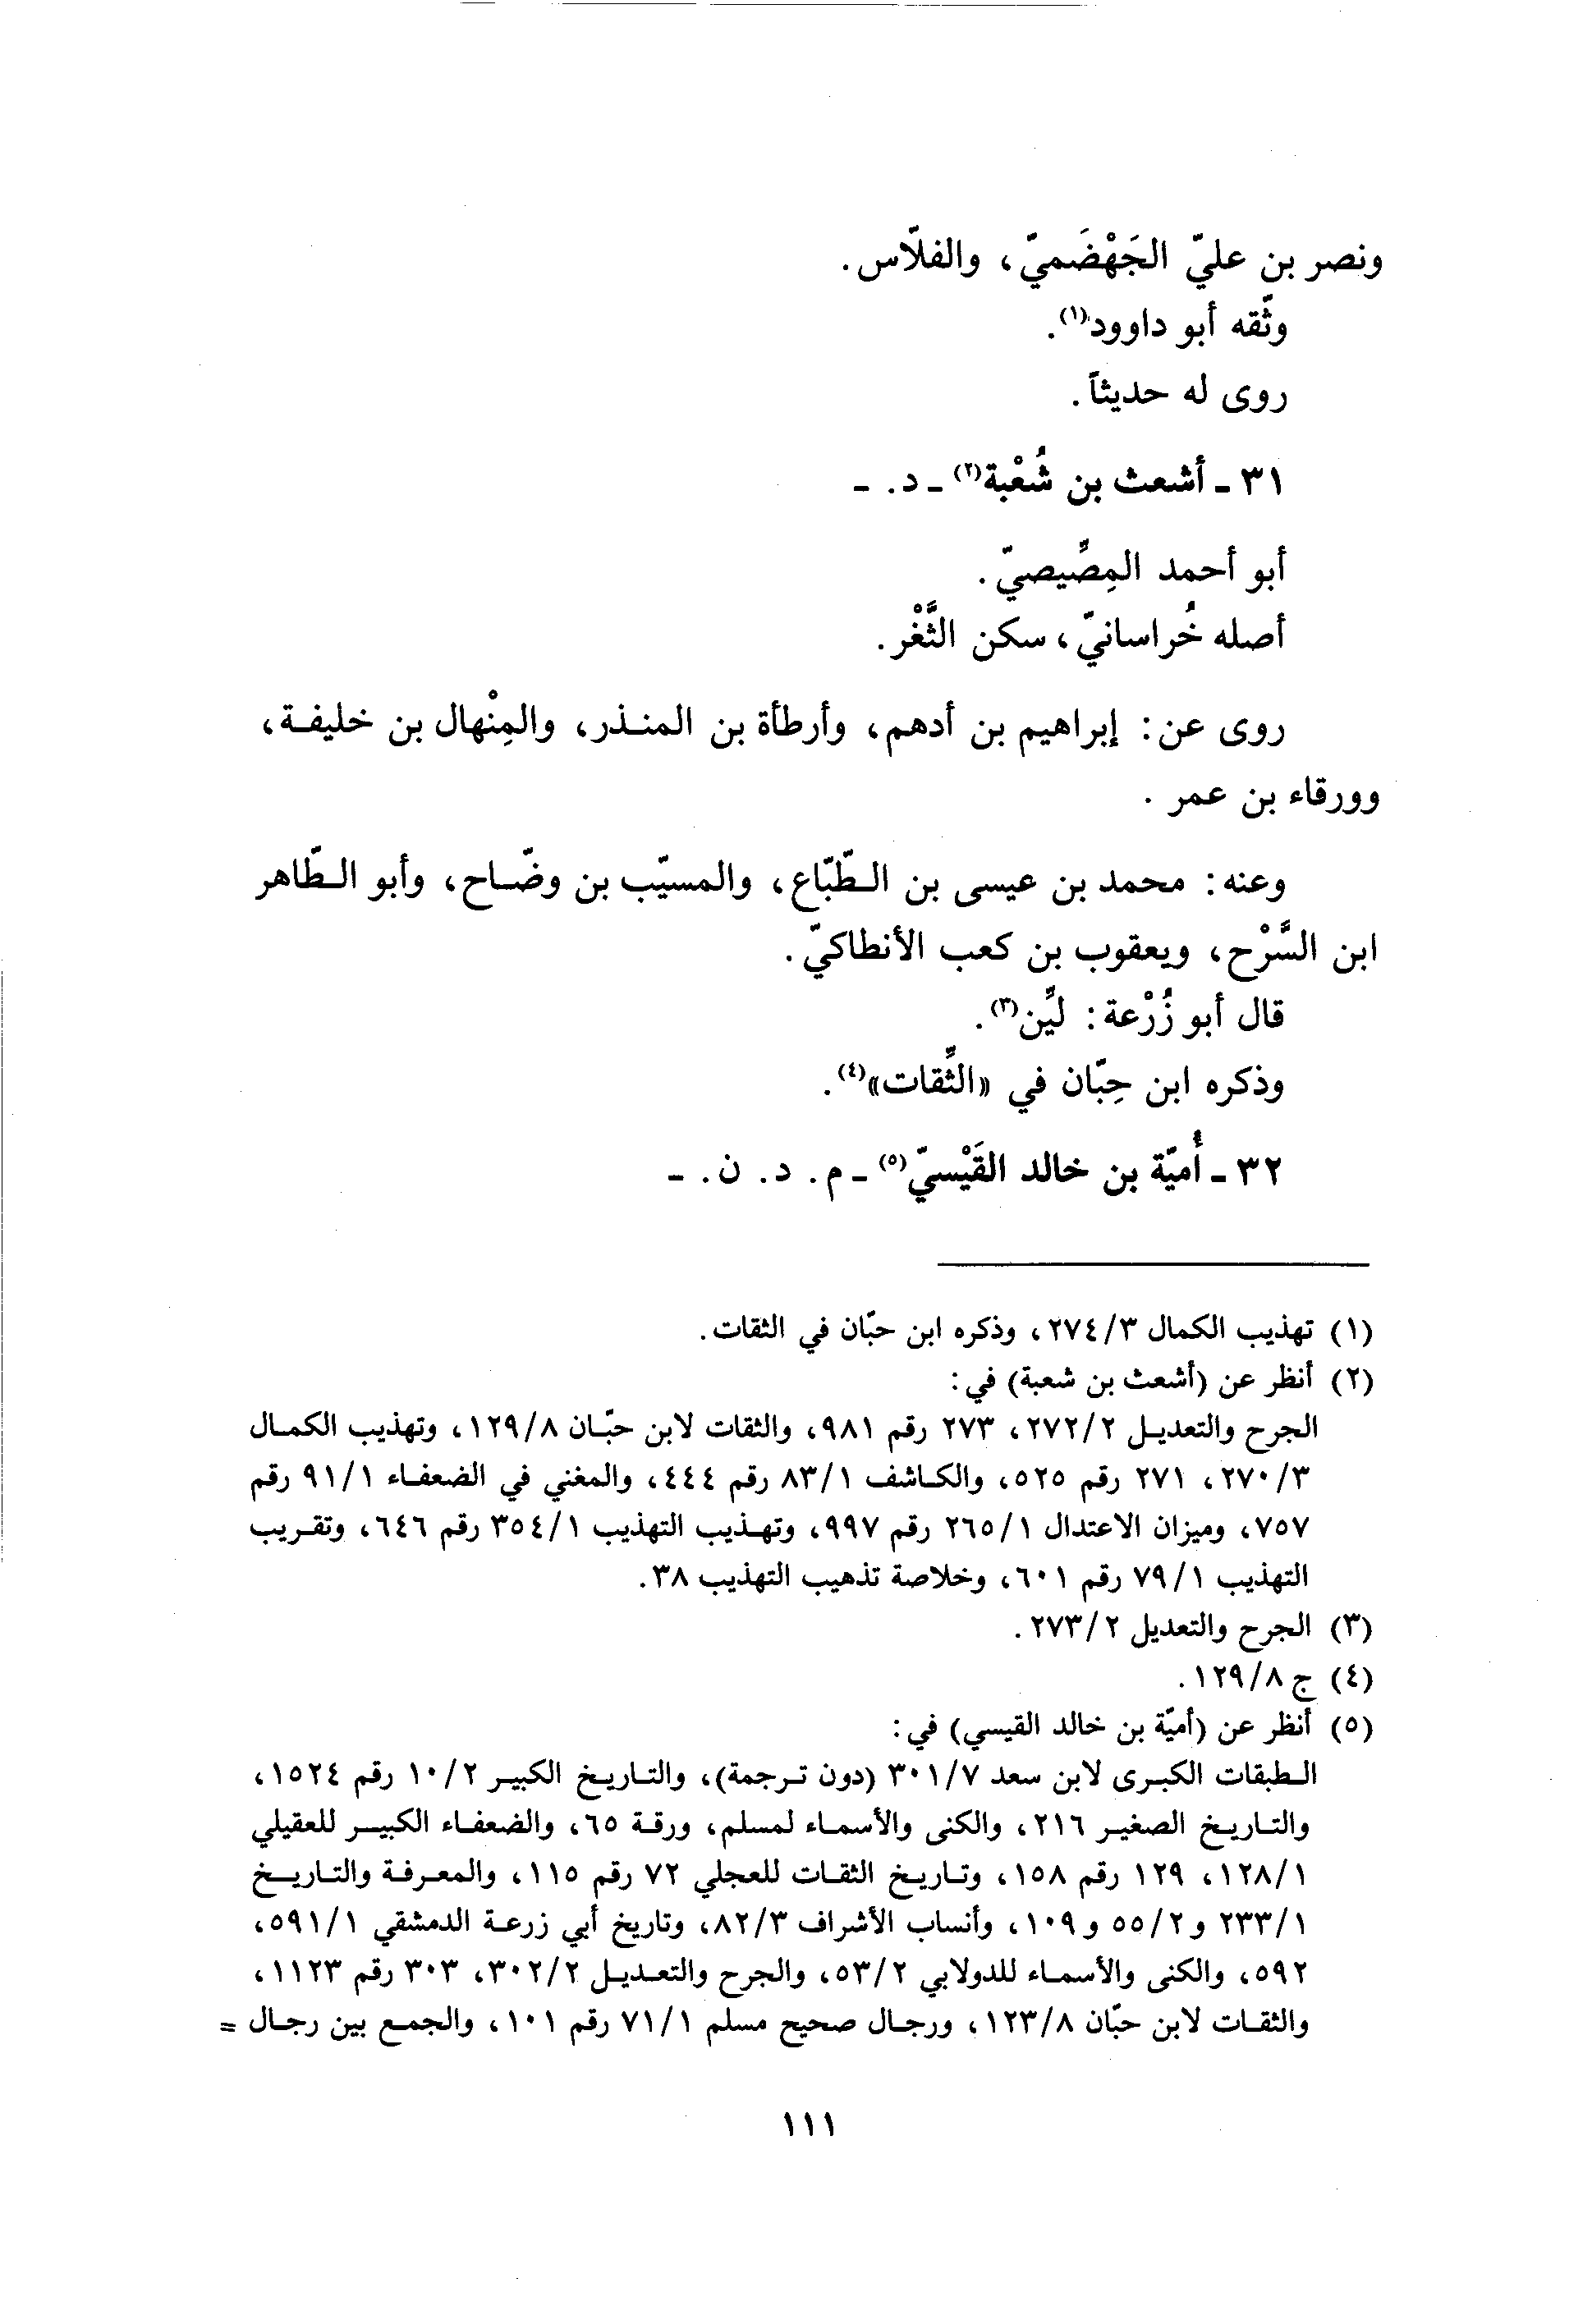 ونصر بن عليّ الجَهْضَميّ، والفلّاس.
وثّقه أبو داوود(١).
روى له حديثاً.
٣١ - أشعث بن شُعْبة(٢) - د. -
أبو أحمد المِصِّيصيّ.
أصله خُراسانيّ، سكن الثَّغْر.
روى عن: إبراهيم بن أدهم، وأرطأة بن المنذر، والمِنْهال بن خليفة،
وورقاء بن عمر.
وعنه: محمد بن عيسى بن الطّبّاع، والمسيّب بن وضّاح، وأبو الطّاهر
ابن السَّرْح، ويعقوب بن كعب الأنطاكيّ.
قال أبو زُرْعة: ليِّن(٣).
وذكره ابن حِبّان في «الثِّقات»(٤).
٣٢ - أُميّة بن خالد القَيْسيّ(٥) - م. د. ن. -
(١) تهذيب الكمال ٢٧٤/٣، وذكره ابن حبّان في الثقات.
(٢) أنظر عن (أشعث بن شعبة) في:
الجرح والتعديل ٢٧٢/٢، ٢٧٣ رقم ٩٨١، والثقات لابن حبّان ١٢٩/٨، وتهذيب الكمال
٢٧٠/٣، ٢٧١ رقم ٥٢٥، والكاشف ٨٣/١ رقم ٤٤٤، والمغني في الضعفاء ٩١/١ رقم
٧٥٧، وميزان الاعتدال ٢٦٥/١ رقم ٩٩٧، وتهذيب التهذيب ٣٥٤/١ رقم ٦٤٦، وتقريب
التهذيب ٧٩/١ رقم ٦٠١، وخلاصة تذهيب التهذيب ٣٨.
(٣) الجرح والتعديل ٢٧٣/٢.
(٤) ج ١٢٩/٨.
(٥) أنظر عن (أميّة بن خالد القيسي) في:
الطبقات الكبرى لابن سعد ٣٠١/٧ (دون ترجمة)، والتاريخ الكبير ١٠/٢ رقم ١٥٢٤،
والتاريخ الصغير ٢١٦، والكنى والأسماء لمسلم، ورقة ٦٥، والضعفاء الكبير للعقيلي
١٢٨/١، ١٢٩ رقم ١٥٨، وتاريخ الثقات للعجلي ٧٢ رقم ١١٥، والمعرفة والتاريخ
٢٣٣/١ و٥٥/٢ و١٠٩، وأنساب الأشراف ٨٢/٣، وتاريخ أبي زرعة الدمشقي ٥٩١/١،
٥٩٢، والكنى والأسماء للدولابي ٥٣/٢، والجرح والتعديل ٣٠٢/٢، ٣٠٣ رقم ١١٢٣،
والثقات لابن حبّان ١٢٣/٨، ورجال صحيح مسلم ٧١/١ رقم ١٠١، والجمع بين رجال =
١١١